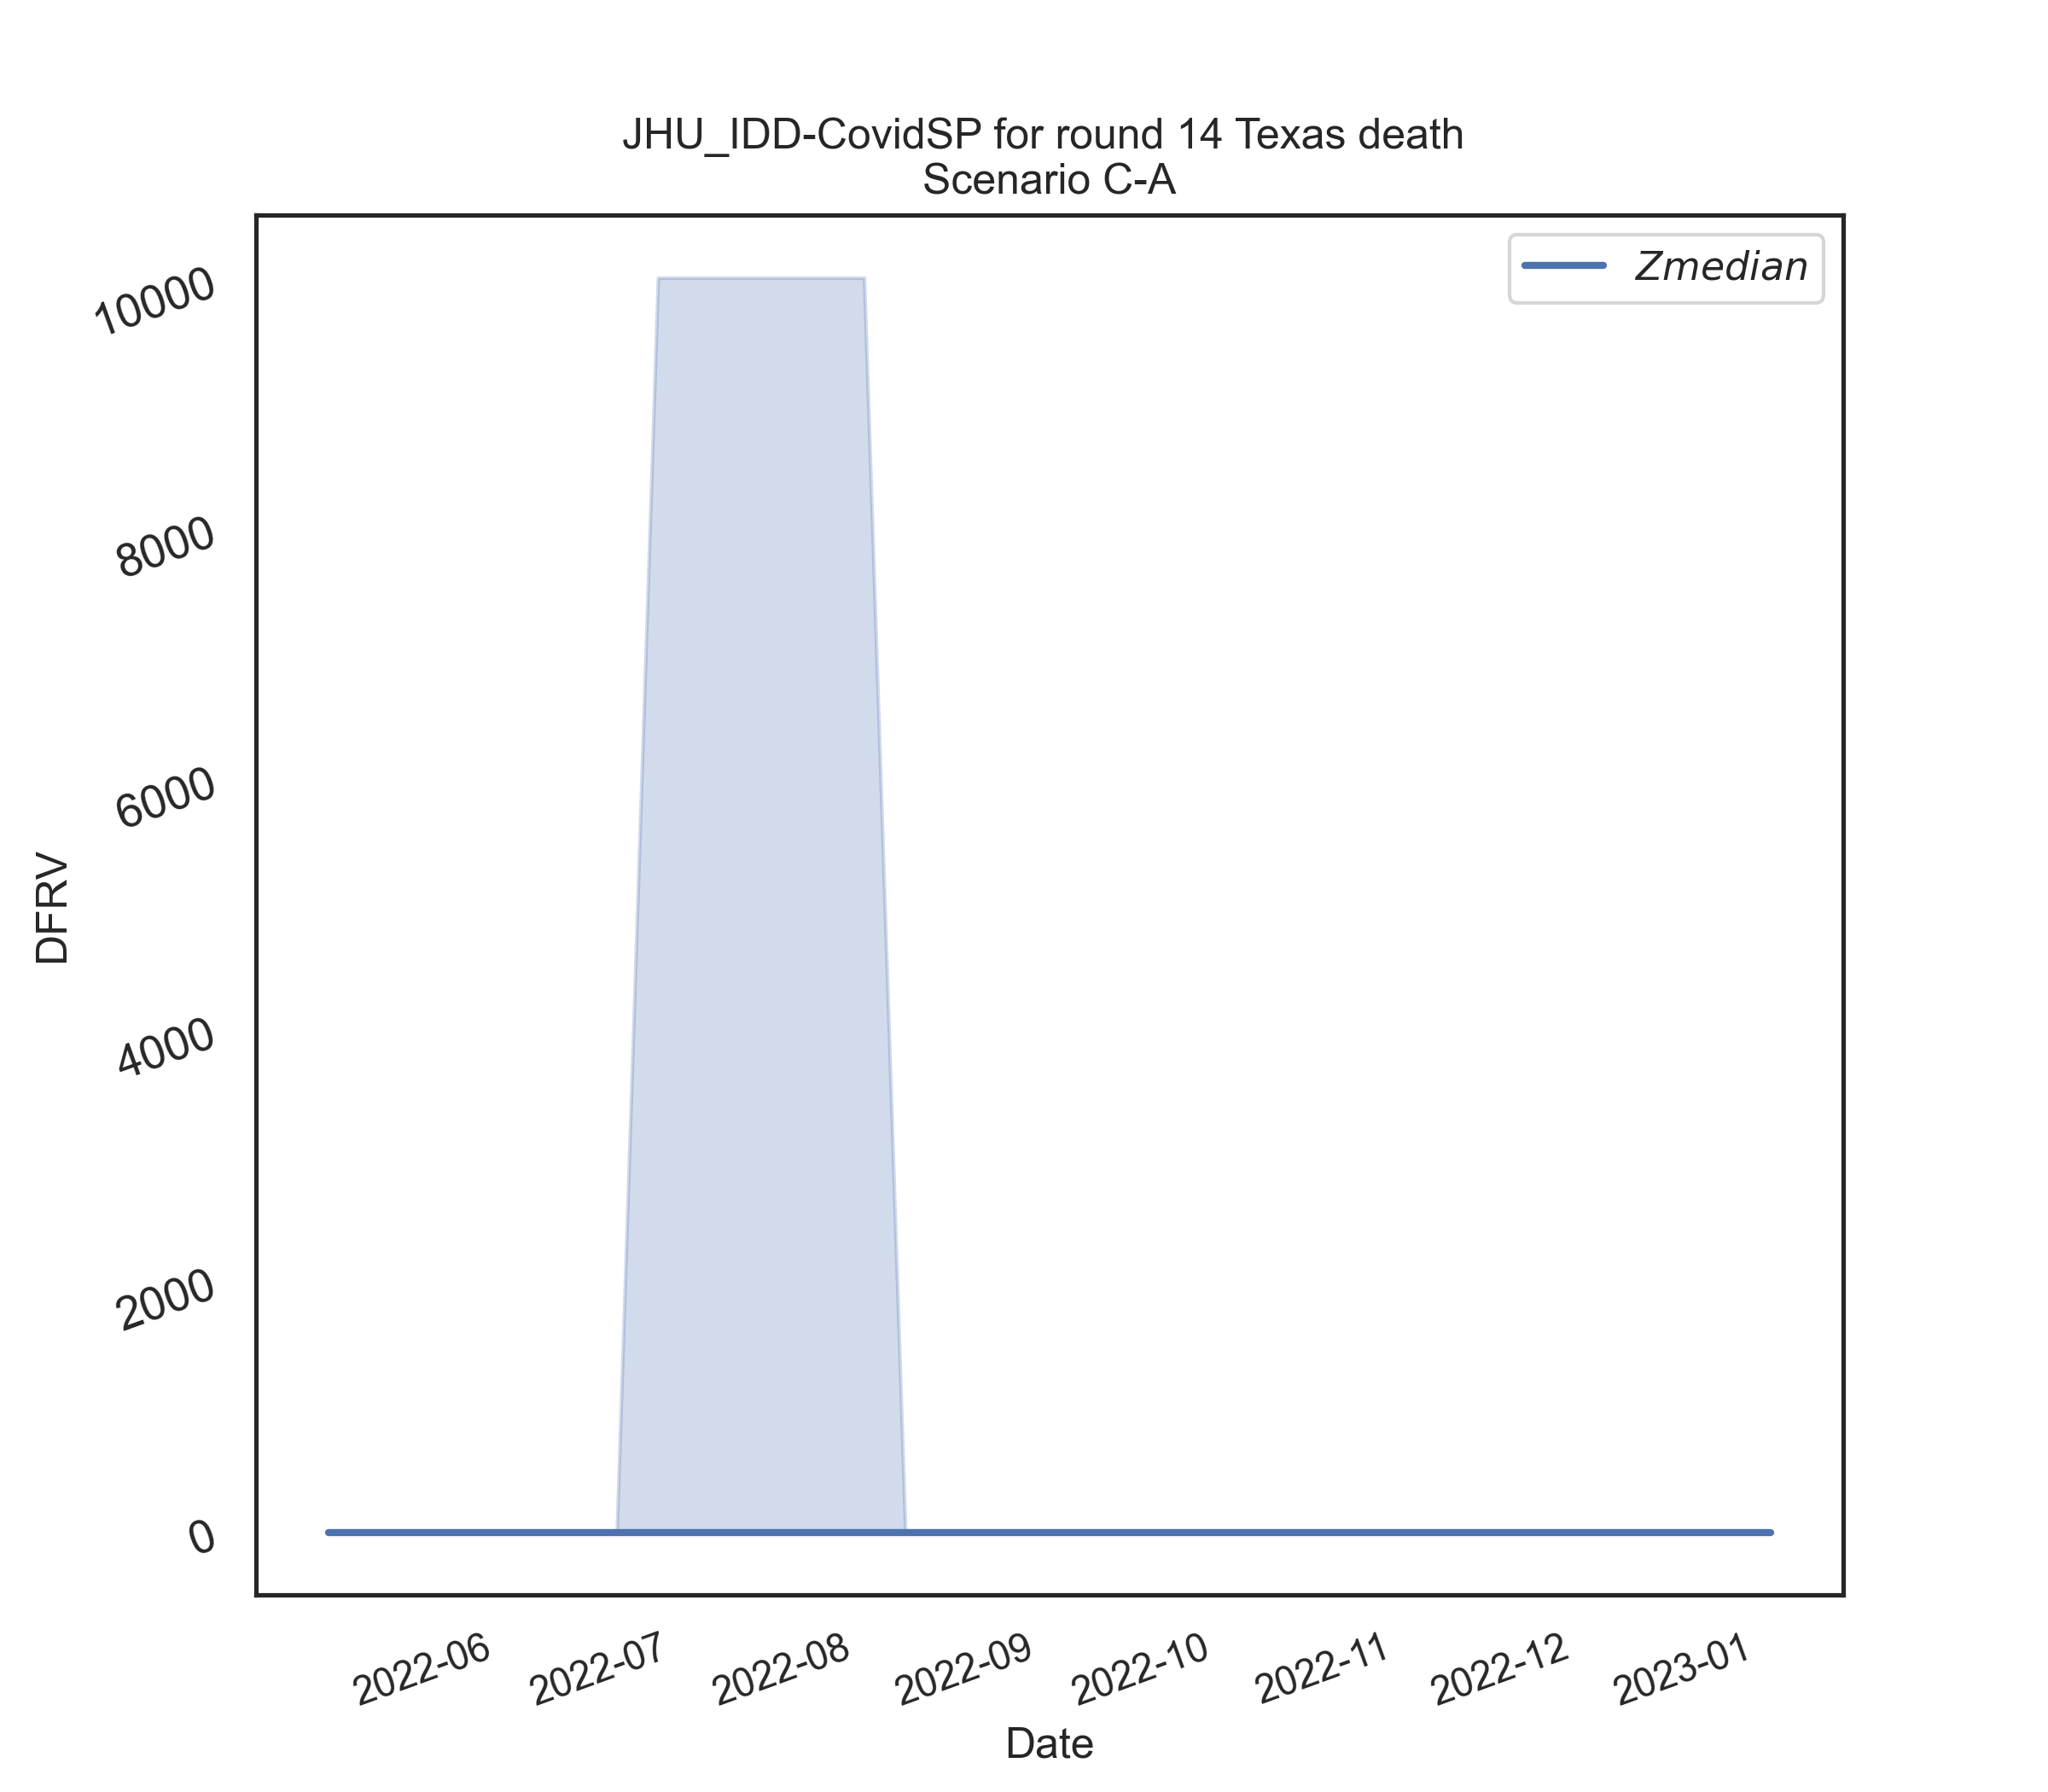 JHU_IDD-CovidSP for round 14 Texas death
Scenario C-A
Zmedian
10000
8000
6000
4000
2000
0
DFRV
2022-06
2022-07
2022-08
2022-09
2022-10
2022-11
2022-12
2023-01
Date